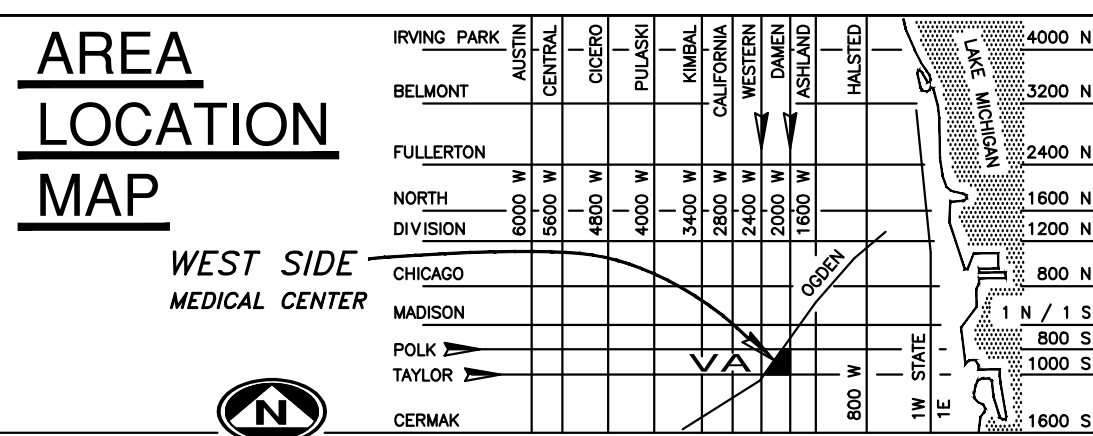 AREA
LOCATION
MAP
WEST SIDE
MEDICAL CENTER
N
IRVING PARK
BELMONT
FULLERTON
NORTH
DIVISION
CHICAGO
MADISON
POLK
TAYLOR
CERMAK
AUSTIN
CENTRAL
CICERO
PULASKI
KIMBAL
CALIFORNIA
WESTERN
DAMEN
ASHLAND
HALSTED
6000 W
5600 W
4800 W
4000 W
3400 W
2800 W
2400 W
2000 W
1600 W
800 W
OGDEN
VA
1W STATE
1E
LAKE MICHIGAN
4000 N
3200 N
2400 N
1600 N
1200 N
800 N
1 N / 1 S
800 S
1000 S
1600 S